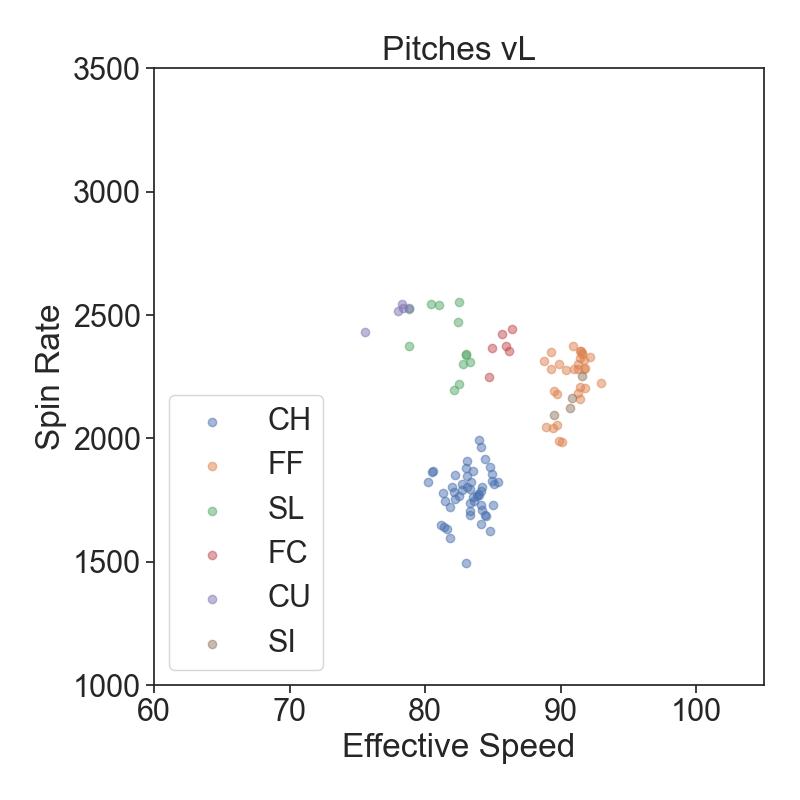 Pitches vL
3500
3000
2500
2000
1500
1000
Spin Rate
CH
FF
SL
FC
CU
SI
60 70 80 90 100
Effective Speed